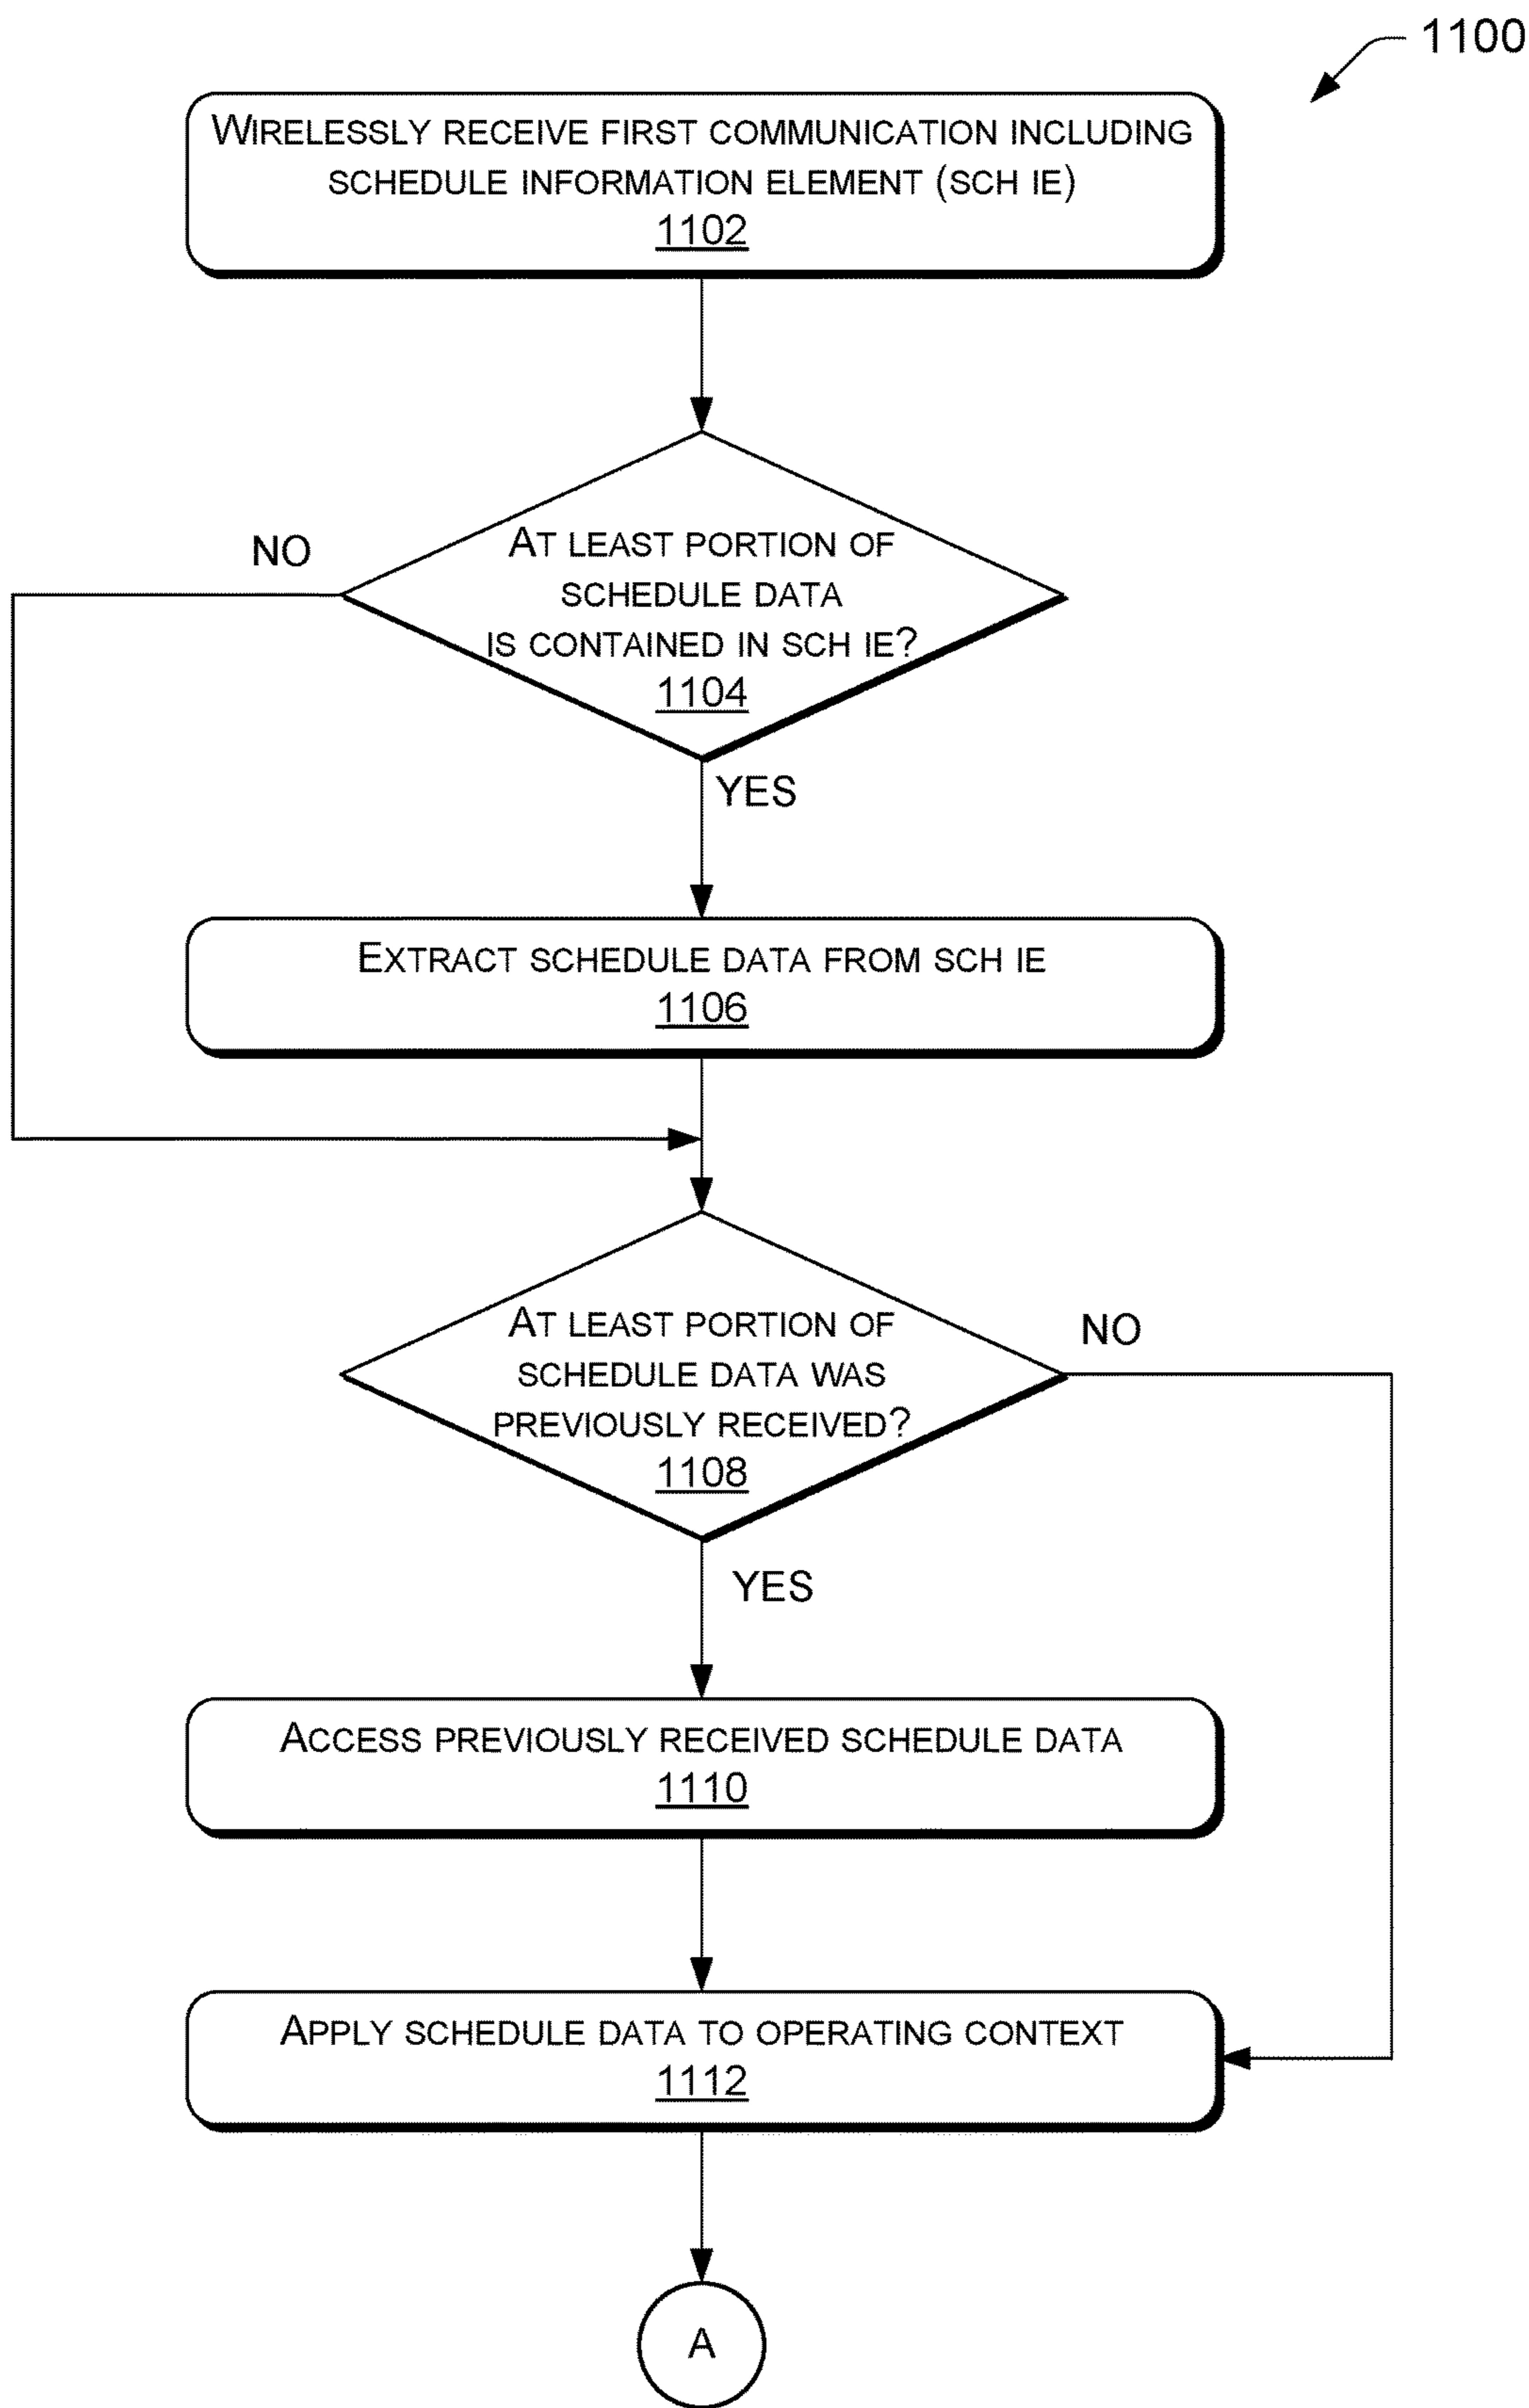 1100
WIRELESSLY RECEIVE FIRST COMMUNICATION INCLUDING
SCHEDULE INFORMATION ELEMENT (SCH IE)
1102
AT LEAST PORTION OF
SCHEDULE DATA
IS CONTAINED IN SCH IE?
1104
NO
YES
EXTRACT SCHEDULE DATA FROM SCH IE
1106
AT LEAST PORTION OF
SCHEDULE DATA WAS
PREVIOUSLY RECEIVED?
1108
NO
YES
ACCESS PREVIOUSLY RECEIVED SCHEDULE DATA
1110
APPLY SCHEDULE DATA TO OPERATING CONTEXT
1112
A